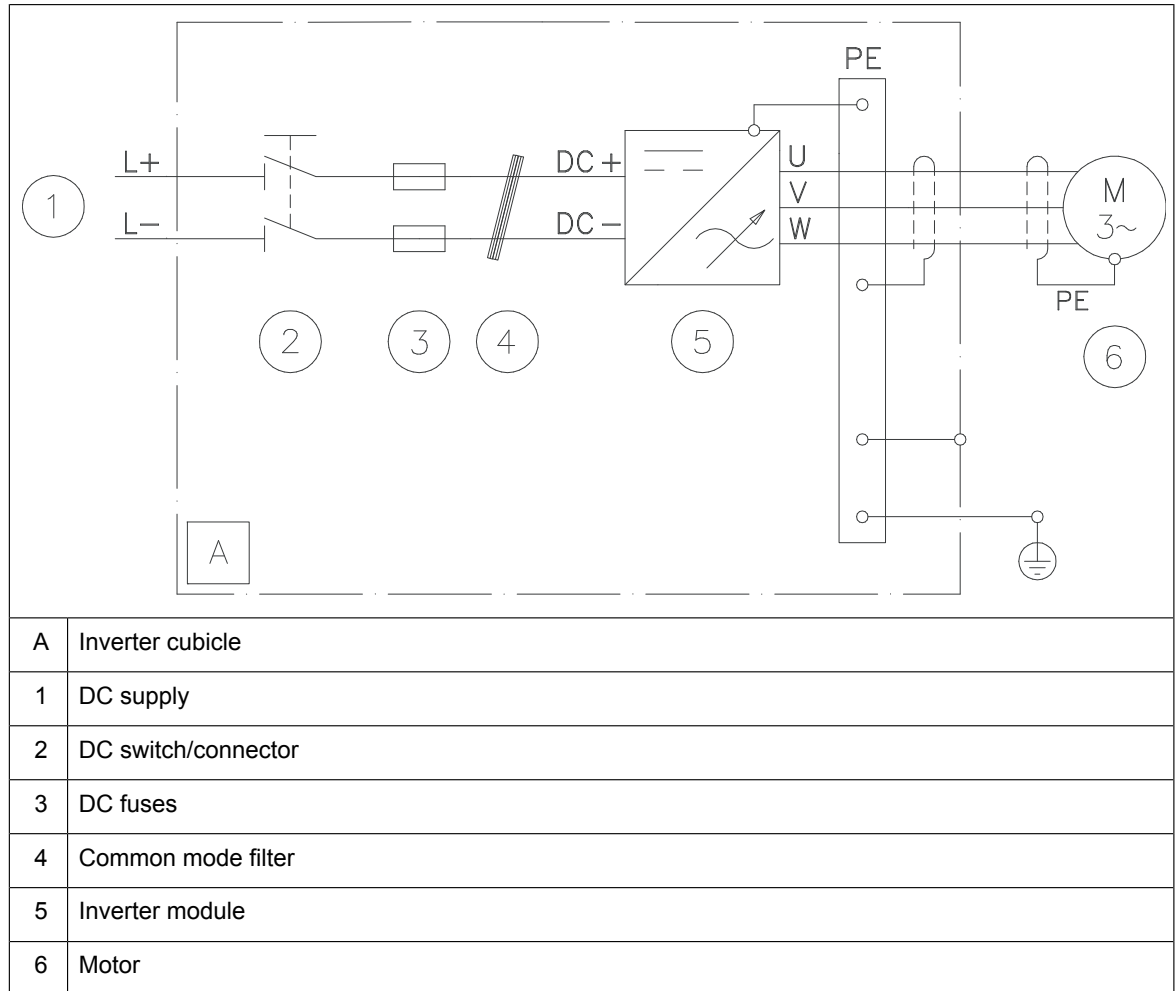 PE
L+
DC+
U
1
V
M
3~
L−
DC−
W
PE
2
3
4
5
6
A
A Inverter cubicle
1 DC supply
2 DC switch/connector
3 DC fuses
4 Common mode filter
5 Inverter module
6 Motor